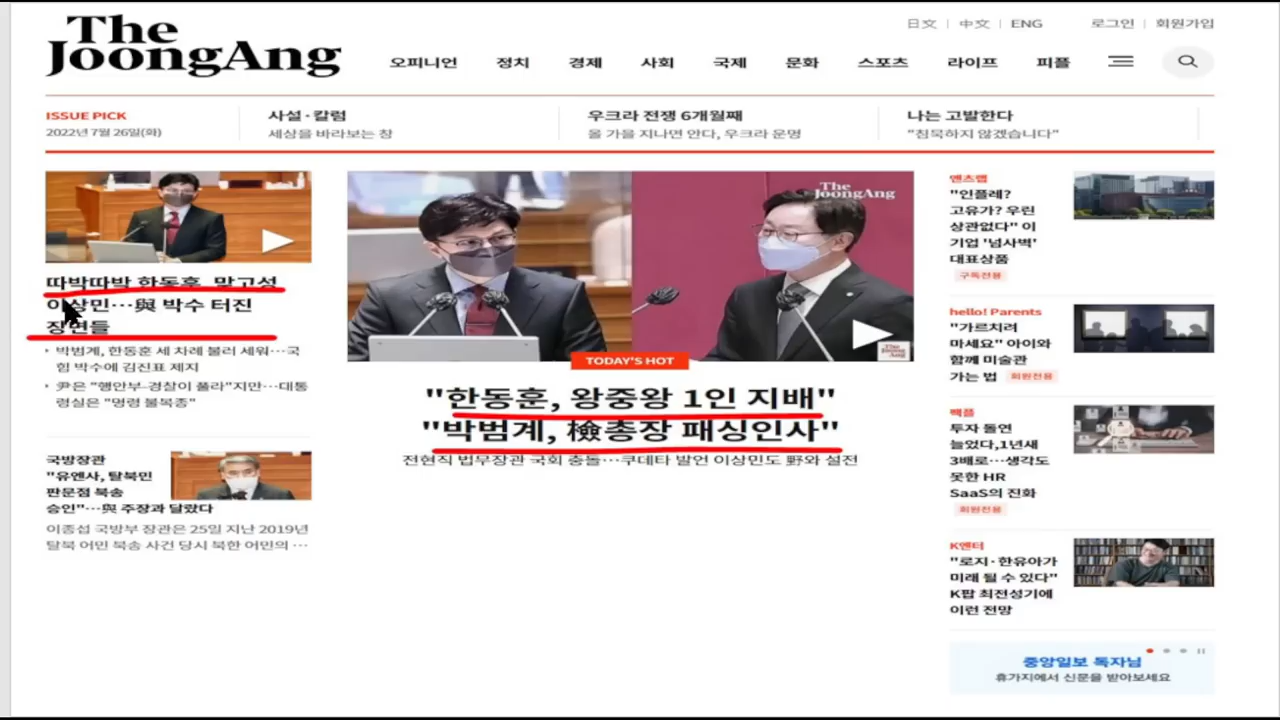 The
JoongAng
日文 中文 ENG 로그인 회원가입
오피니언 정치 경제 사회 국제 문화 스포츠 라이프 피플
ISSUE PICK
2022년 7월 26일(화)
사설·칼럼
세상을 바라보는 창
우크라 전쟁 6개월째
올 가을 지나면 안다, 우크라 운명
나는 고발한다
"침묵하지 않겠습니다"
따박따박 한동훈, 맞고선
이상민…與 박수 터진
장면들
박범계, 한동훈 세 차례 불러 세워…국
힘 박수에 김진표 제지
尹은 "행안부-경찰이 풀라"지만…대통
령실은 "명령 불복종"
국방장관
"유엔사, 탈북민
판문점 북송
승인"…與 주장과 달랐다
이종섭 국방부 장관은 25일 지난 2019년
탈북 어민 북송 사건 당시 북한 어민의 …
The
JoongAng
The
JoongAng
TODAY'S HOT
"한동훈, 왕중왕 1인 지배"
"박범계, 檢총장 패싱인사"
전현직 법무장관 국회 충돌…쿠데타 발언 이상민도 野와 설전
앤츠랩
"인플레?
고유가? 우린
상관없다" 이
기업 '넘사벽'
대표상품
구독전용
hello! Parents
"가르치려
마세요" 아이와
함께 미술관
가는 법 회원전용
팩플
투자 돌연
늘었다,1년새
3배로…생각도
못한 HR
SaaS의 진화
회원전용
K엔터
"로지·한유아가
미래 될 수 있다"
K팝 최전성기에
이런 전망
중앙일보 독자님
휴가지에서 신문을 받아보세요